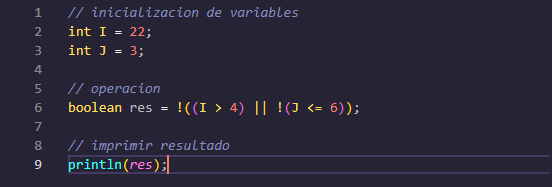 1 // inicializacion de variables
2 int I = 22;
3 int J = 3;
4
5 // operacion
6 boolean res = !((I > 4) || !(J <= 6));
7
8 // imprimir resultado
9 println(res);